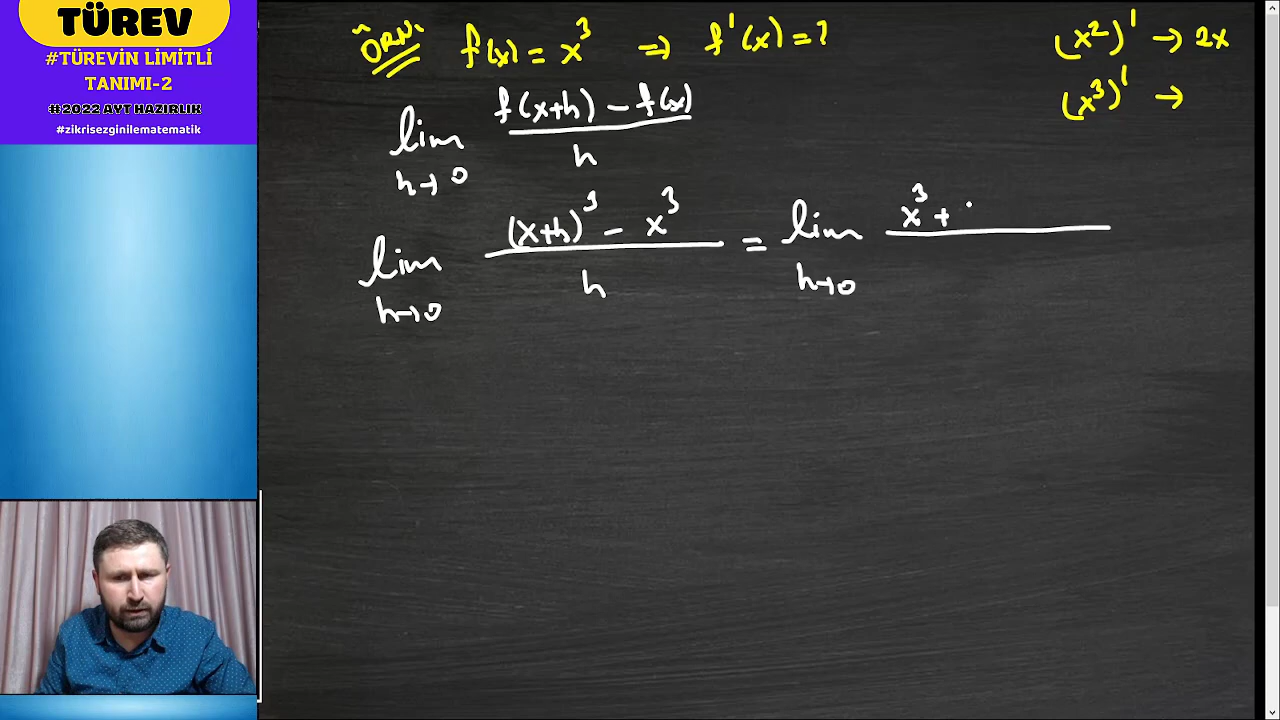 TÜREV
#TÜREVİN LİMİTLİ
TANIMI-2
#2022 AYT HAZIRLIK
#zikrisezginilematematik
ÖRN: f(x) = x³ ⇒ f'(x) = ?
(x²)' → 2x
(x³)' →
lim h→0 f(x+h) - f(x) / h
lim h→0 (x+h)³ - x³ / h = lim h→0 x³ +